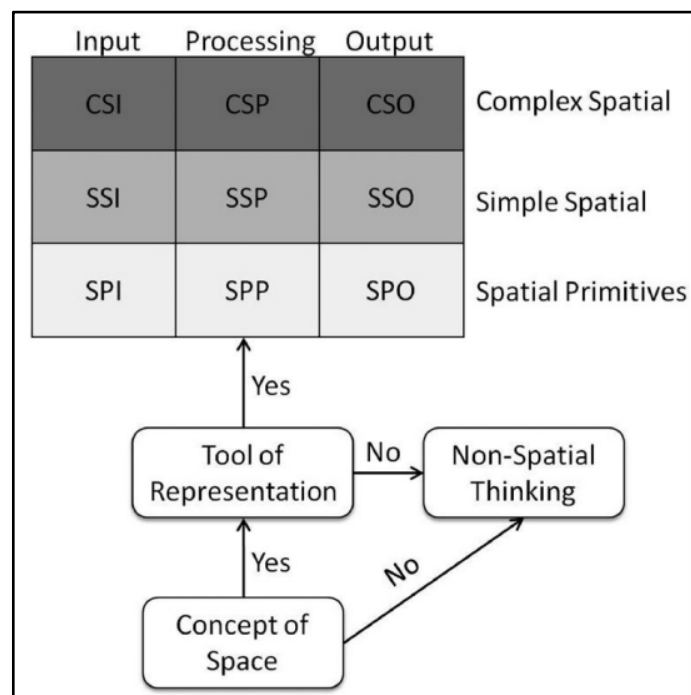 Input Processing Output
CSI CSP CSO Complex Spatial
SSI SSP SSO Simple Spatial
SPI SPP SPO Spatial Primitives
Yes
Tool of
Representation
No
Non-Spatial
Thinking
Yes
No
Concept of
Space